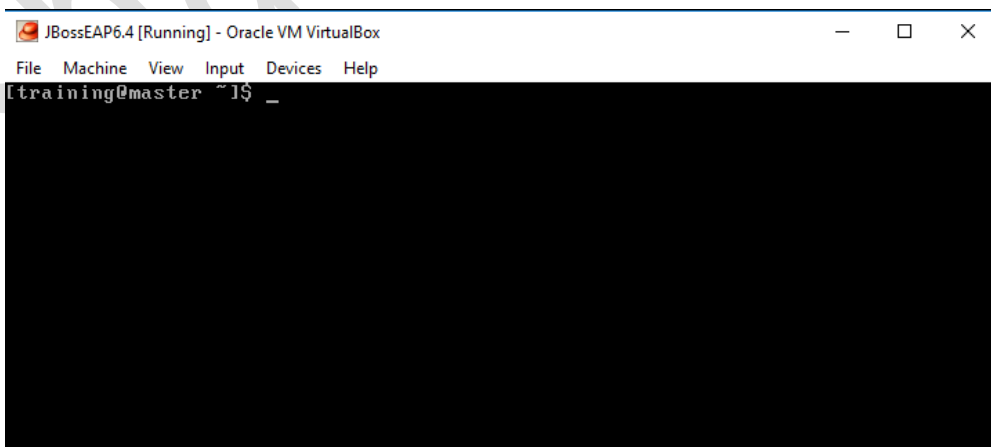 JBossEAP6.4 [Running] - Oracle VM VirtualBox
File Machine View Input Devices Help
[training@master ~]$ _